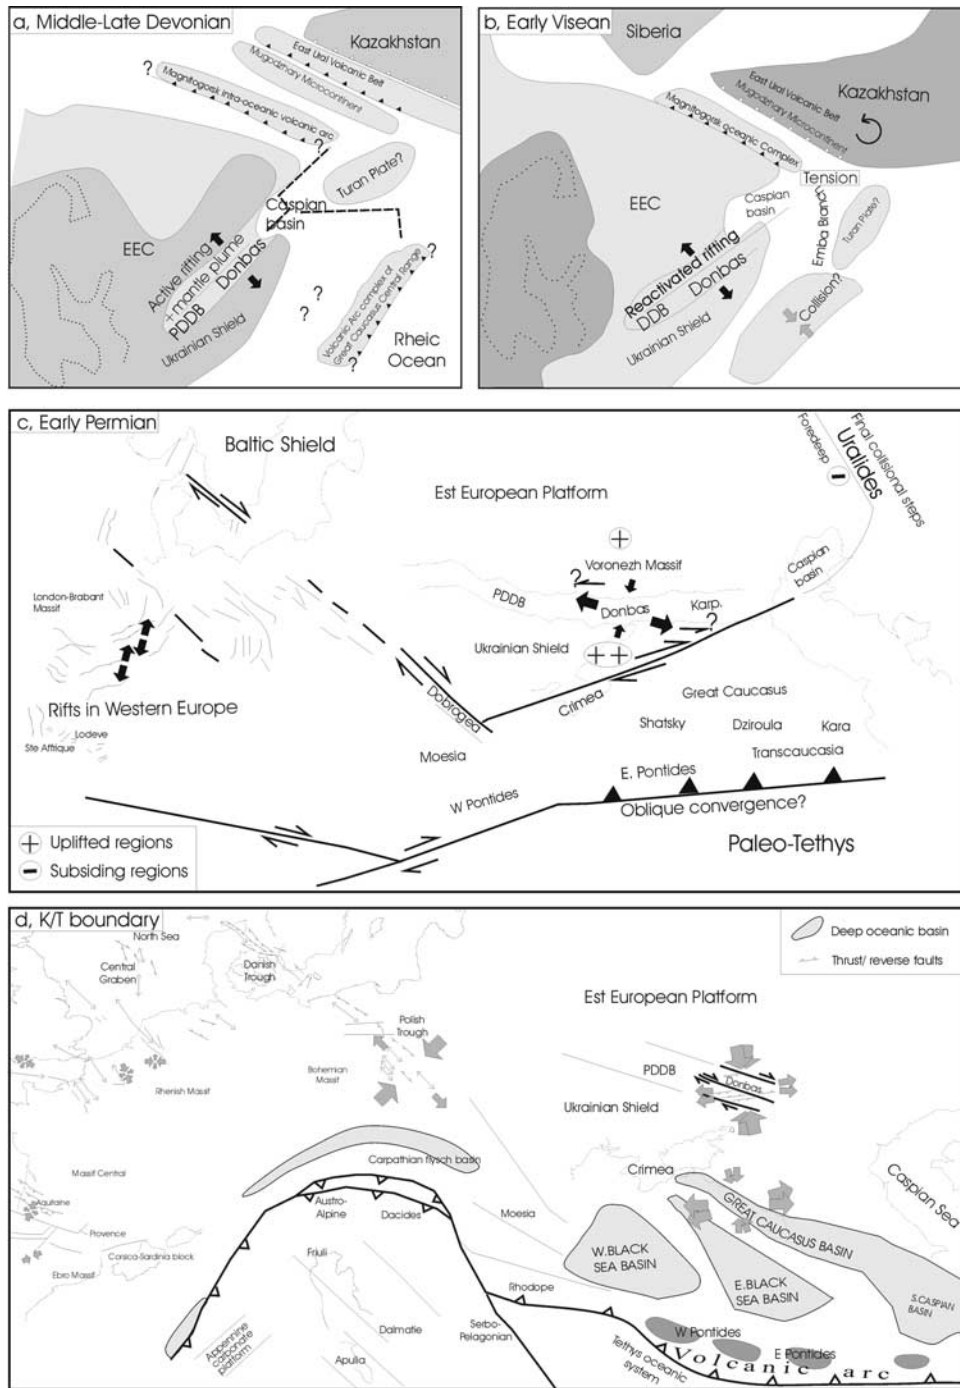 a, Middle-Late Devonian
Kazakhstan
East Ural Volcanic Belt
Mugodzhary Microcontinent
Magnitogorsk intra-oceanic volcanic arc
?
?
Turan Plate?
Caspian
basin
EEC
Active rifting
+ mantle plume
Donbas
PDDB
Ukrainian Shield
?
?
?
?
Volcanic Arc complex of
Great Caucasus Central Range
Rheic
Ocean
b, Early Visean
Siberia
Kazakhstan
East Ural Volcanic Belt
Mugodzhary Microcontinent
Magnitogorsk oceanic Complex
Tension
EEC
Caspian
basin
Emba Branch
Turan Plate?
Reactivated rifting
Donbas
DDB
Ukrainian Shield
Collision?
c, Early Permian
Baltic Shield
Est European Platform
Foredeep
Uralides
Final collisional steps
Caspian
basin
Voronezh Massif
?
PDDB
Donbas
Karp.
?
Ukrainian Shield
London-Brabant
Massif
Rifts in Western Europe
Lodeve
Ste Affrique
Dobrogea
Crimea
Great Caucasus
Shatsky
Dziroula
Kara
Transcaucasia
Moesia
E. Pontides
W Pontides
Oblique convergence?
Paleo-Tethys
Uplifted regions
Subsiding regions
d, K/T boundary
Deep oceanic basin
Thrust/ reverse faults
North Sea
Central
Graben
Danish
Trough
Est European Platform
Polish
Trough
Bohemian
Massif
Rhenish Massif
PDDB
Donbas
Ukrainian Shield
Massif Central
Carpathian flysch basin
Crimea
Caspian Sea
Aquitaine
Provence
Corsica-Sardinia block
Ebro Massif
Austro-
Alpine
Dacides
Moesia
GREAT CAUCASUS BASIN
W.BLACK
SEA BASIN
E.BLACK
SEA BASIN
S.CASPIAN
BASIN
Friuli
Rhodope
Dalmatie
Serbo-
Pelagonian
Appennine
carbonate
platform
Apulia
Tethys oceanic
system
W Pontides
E Pontides
Volcanic arc